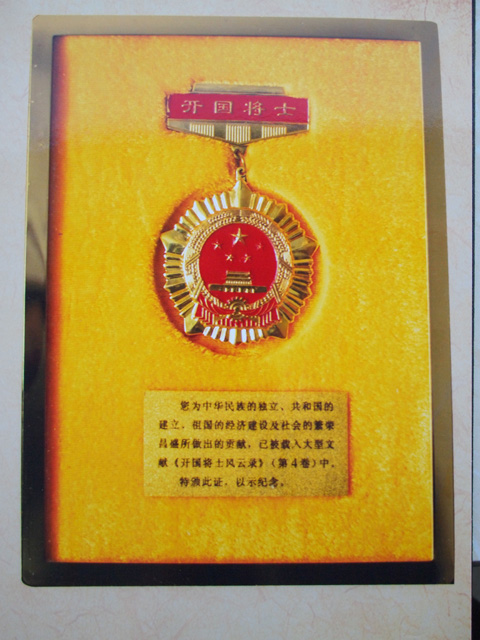 开国将士
您为中华民族的独立、共和国的
建立，祖国的经济建设及社会的繁荣
昌盛所做出的贡献，已被载入大型文
献《开国将士风云录》（第4卷）中。
特颁此证，以示纪念。